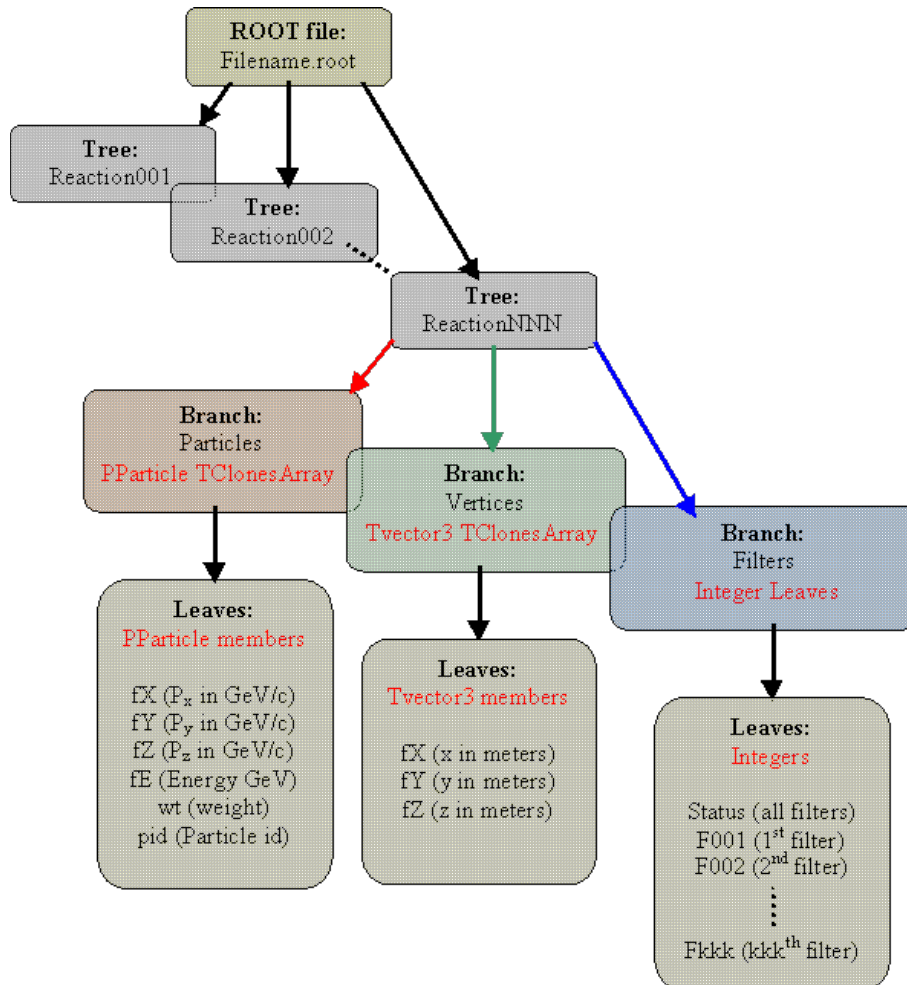 ROOT file:
Filename.root
Tree:
Reaction001
Tree:
Reaction002
Tree:
ReactionNNN
Branch:
Particles
PParticle TClonesArray
Branch:
Vertices
Tvector3 TClonesArray
Branch:
Filters
Integer Leaves
Leaves:
PParticle members
fX (Px in GeV/c)
fY (Py in GeV/c)
fZ (Pz in GeV/c)
fE (Energy GeV)
wt (weight)
pid (Particle id)
Leaves:
Tvector3 members
fX (x in meters)
fY (y in meters)
fZ (z in meters)
Leaves:
Integers
Status (all filters)
F001 (1st filter)
F002 (2nd filter)
Fkkk (kkkth filter)